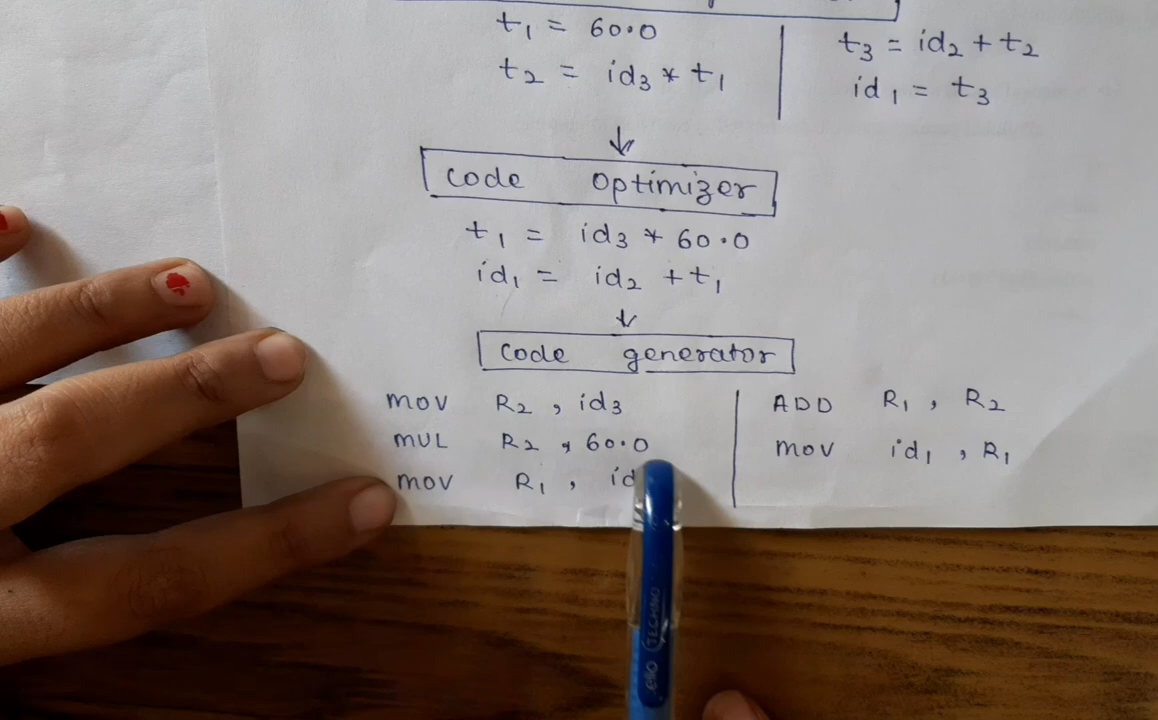 t₁ = 60.0
t₂ = id₃ * t₁
t₃ = id₂ + t₂
id₁ = t₃
↓
code optimizer
t₁ = id₃ * 60.0
id₁ = id₂ + t₁
↓
code generator
MOV R₂, id₃
MUL R₂, 60.0
MOV R₁, id
ADD R₁, R₂
MOV id₁, R₁
cello TECHNO